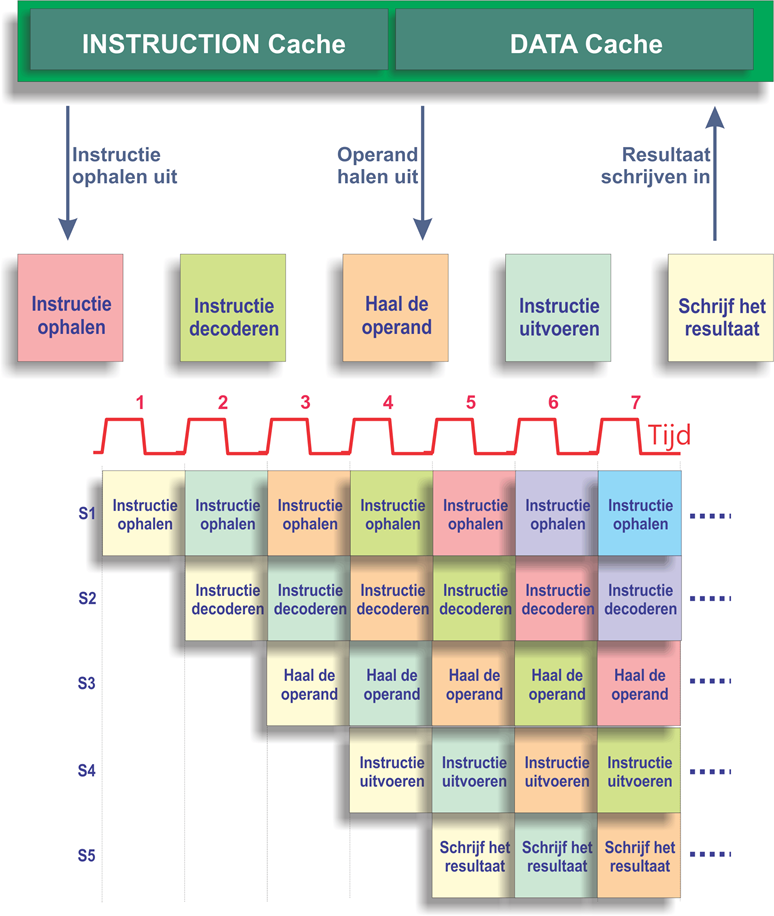 INSTRUCTION Cache DATA Cache
Instructie Operand Resultaat
ophalen uit halen uit schrijven in
Instructie Instructie Haal de Instructie Schrijf het
ophalen decoderen operand uitvoeren resultaat
1 2 3 4 5 6 7
Tijd
S1 Instructie Instructie Instructie Instructie Instructie Instructie Instructie
ophalen ophalen ophalen ophalen ophalen ophalen ophalen
S2 Instructie Instructie Instructie Instructie Instructie Instructie
decoderen decoderen decoderen decoderen decoderen decoderen
S3 Haal de Haal de Haal de Haal de Haal de
operand operand operand operand operand
S4 Instructie Instructie Instructie Instructie
uitvoeren uitvoeren uitvoeren uitvoeren
S5 Schrijf het Schrijf het Schrijf het
resultaat resultaat resultaat